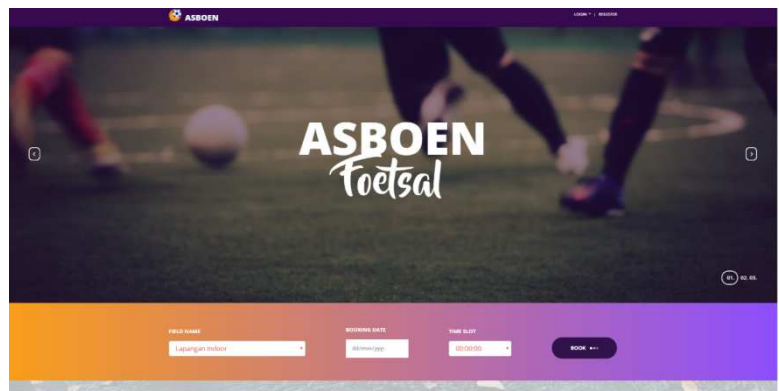 ASBOEN
LOGIN | REGISTER
ASBOEN
Foetsal
01. 02. 03.
FIELD NAME
BOOKING DATE
TIME SLOT
Lapangan Indoor
dd/mm/yyyy
00:00:00
BOOK